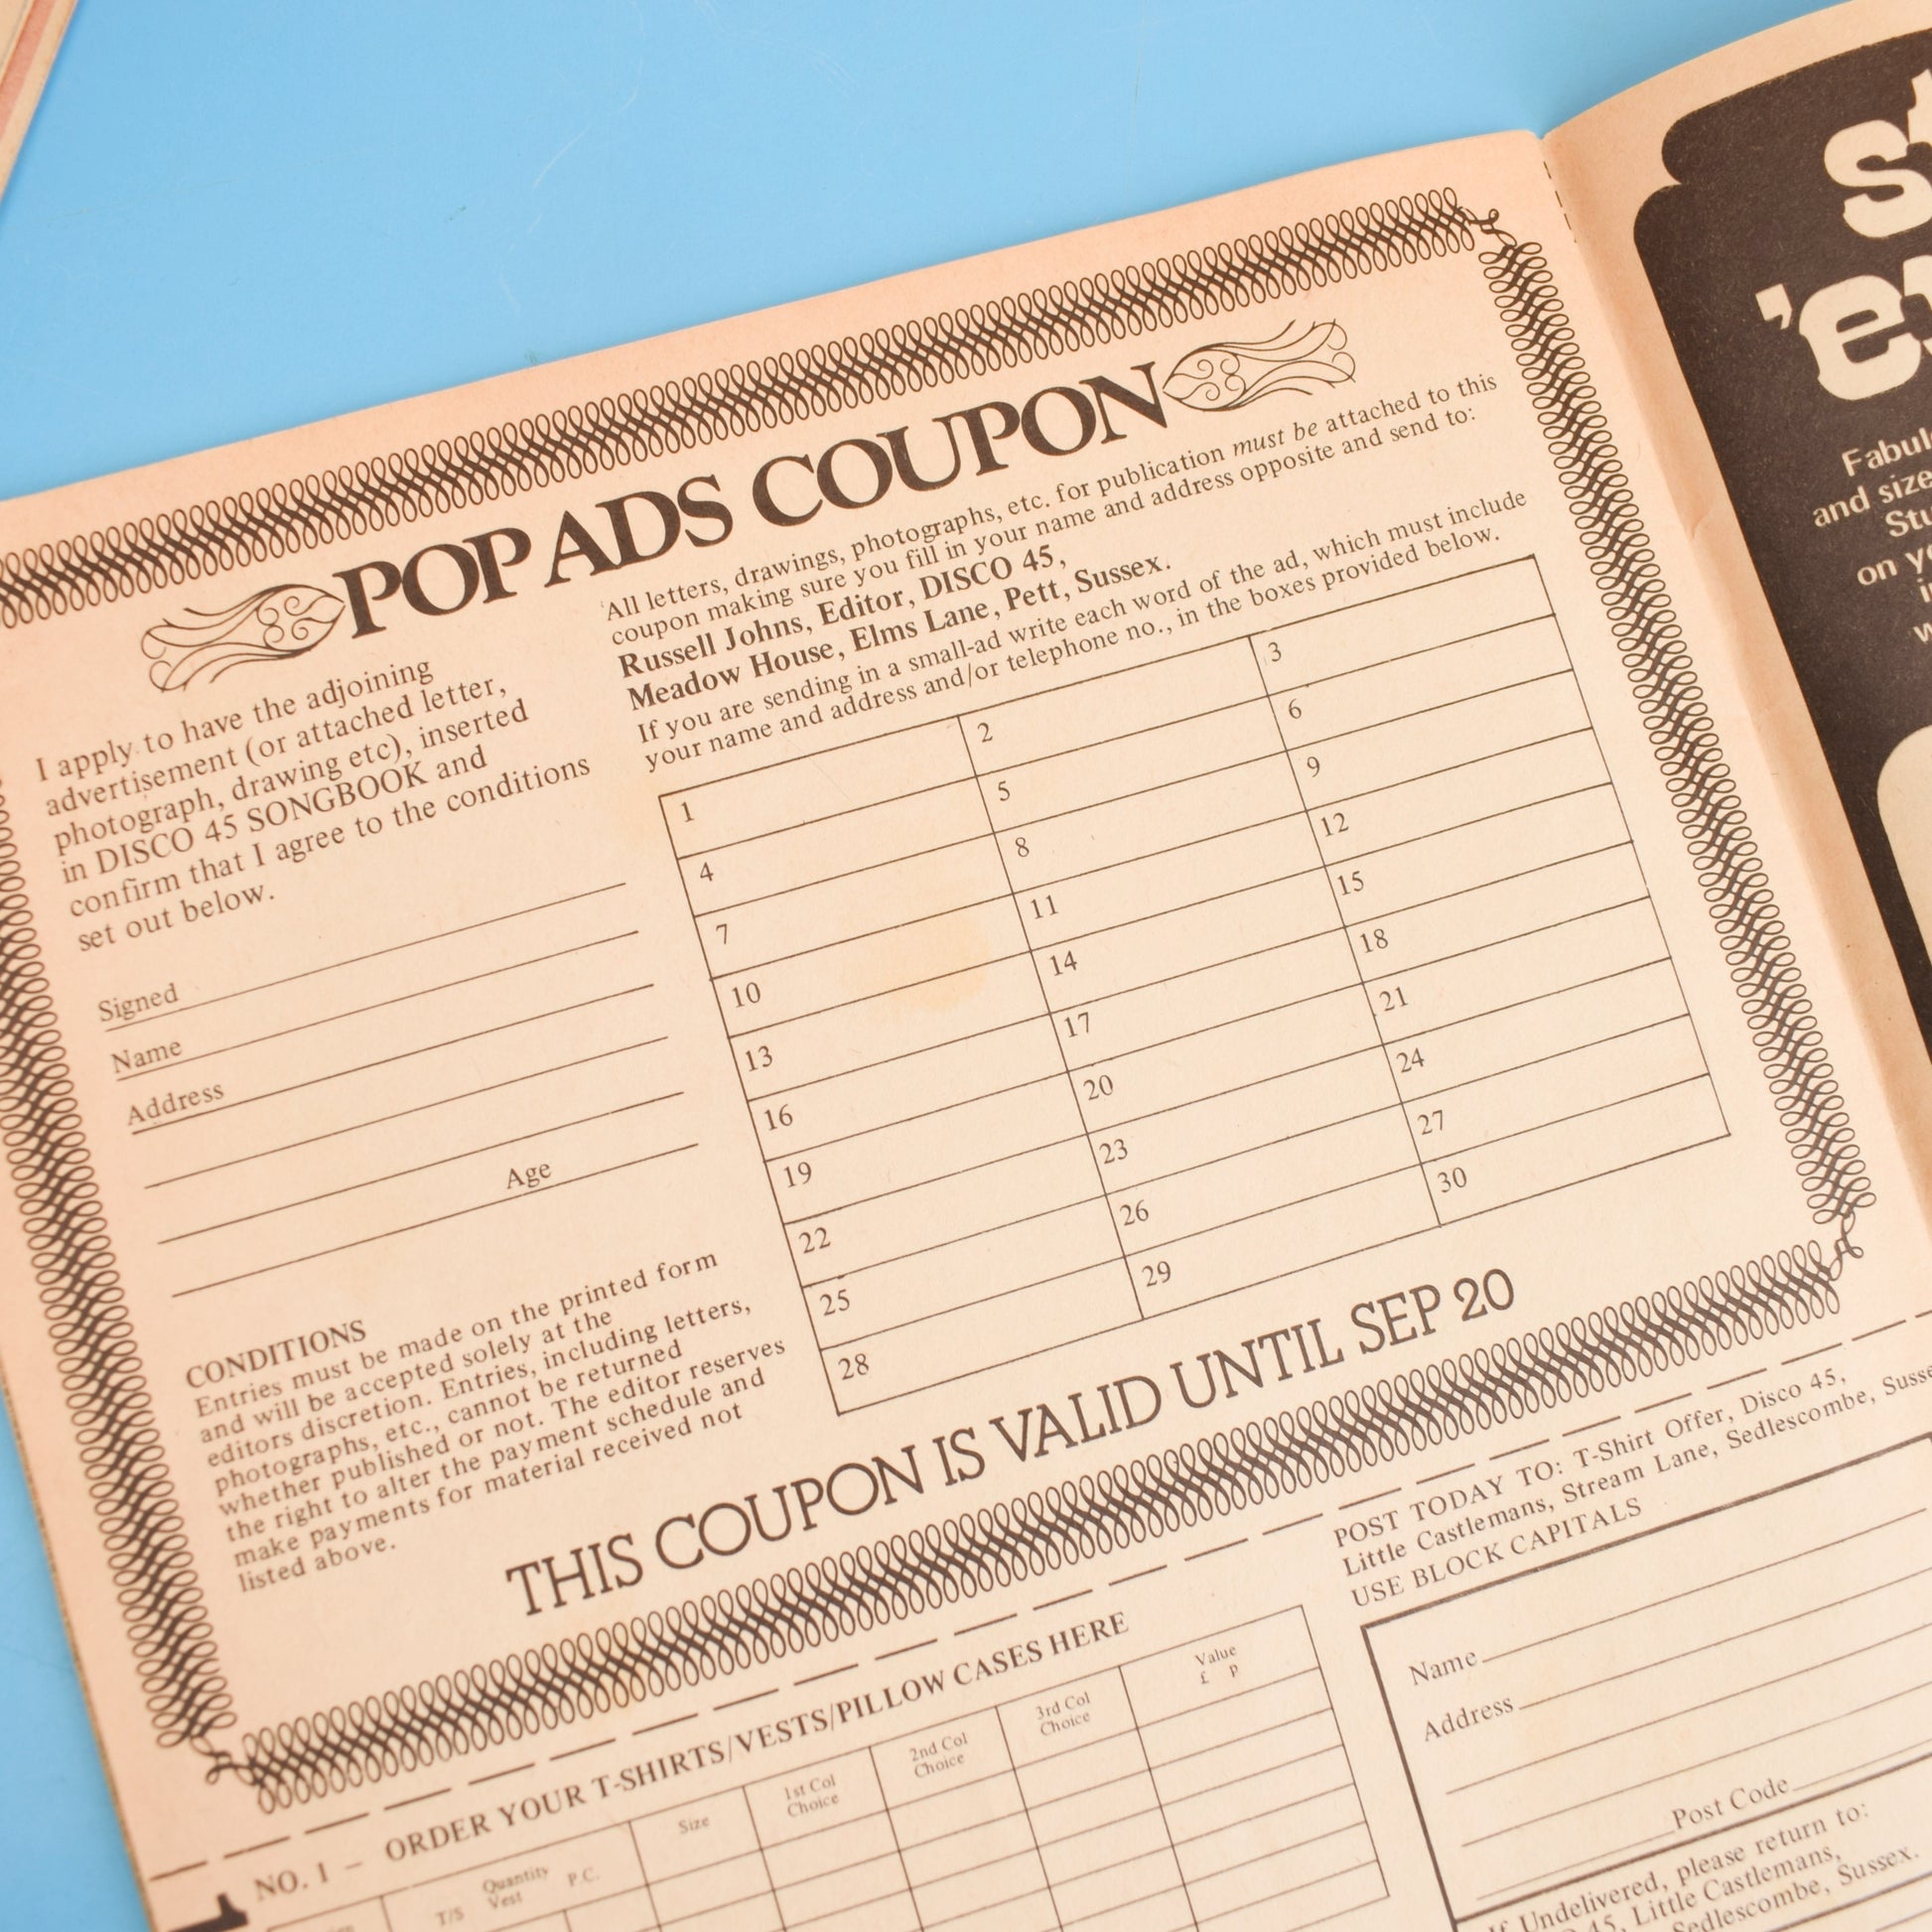 POP ADS COUPON
I apply to have the adjoining
advertisement (or attached letter,
photograph, drawing etc), inserted
in DISCO 45 SONGBOOK and
confirm that I agree to the conditions
set out below.
Signed
Name
Address
Age
CONDITIONS
Entries must be made on the printed form
and will be accepted solely at the
editors discretion. Entries, including letters,
photographs, etc., cannot be returned
whether published or not. The editor reserves
the right to alter the payment schedule and
make payments for material received not
listed above.
All letters, drawings, photographs, etc. for publication must be attached to this
coupon making sure you fill in your name and address opposite and send to:
Russell Johns, Editor, DISCO 45,
Meadow House, Elms Lane, Pett, Sussex.
If you are sending in a small-ad write each word of the ad, which must include
your name and address and/or telephone no., in the boxes provided below.
1 2 3
4 5 6
7 8 9
10 11 12
13 14 15
16 17 18
19 20 21
22 23 24
25 26 27
28 29 30
THIS COUPON IS VALID UNTIL SEP 20
NO. 1 – ORDER YOUR T-SHIRTS/VESTS/PILLOW CASES HERE
Quantity
T/S Vest P.C.
Size
1st Col
Choice
2nd Col
Choice
3rd Col
Choice
Value
£ p
POST TODAY TO: T-Shirt Offer, Disco 45,
Little Castlemans, Stream Lane, Sedlescombe,
USE BLOCK CAPITALS
Name
Address
Post Code
If Undelivered, please return to:
45, Little Castlemans,
Sedlescombe, Sussex.
and size
on